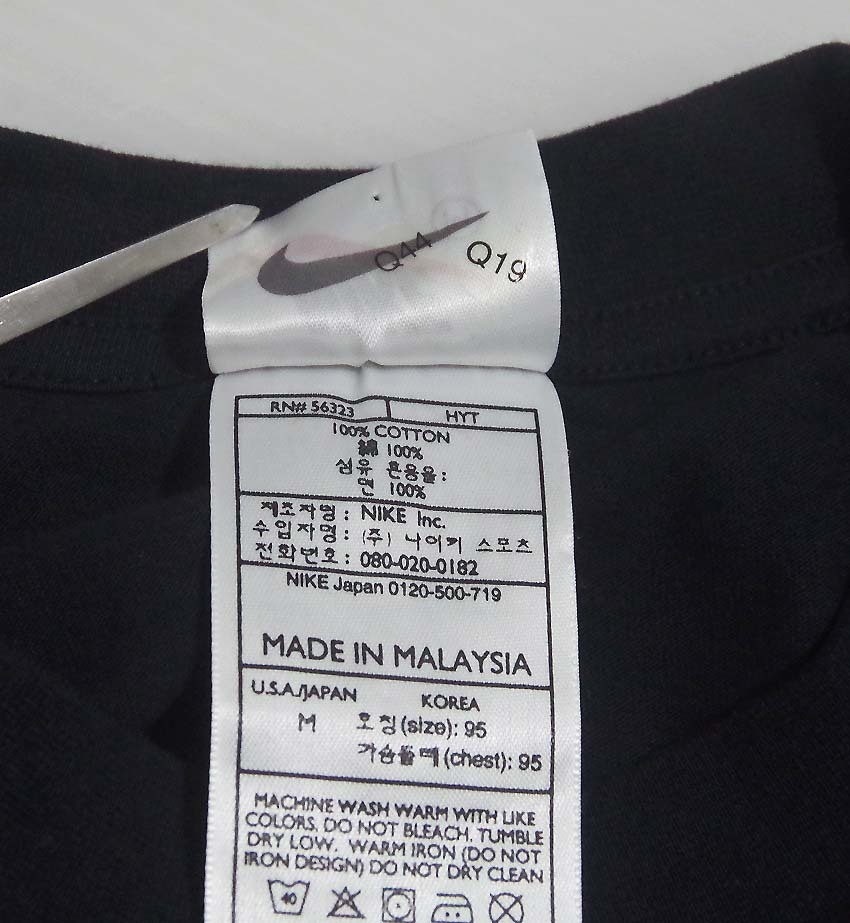 Q44 Q19
RN# 56323 HYT
100% COTTON
綿 100%
섬유 혼용율:
면 100%
제조자명: NIKE Inc.
수입자명: (주) 나이키 스포츠
전화번호: 080-020-0182
NIKE Japan 0120-500-719
MADE IN MALAYSIA
U.S.A./JAPAN KOREA
M 호칭(size): 95
가슴둘레(chest): 95
MACHINE WASH WARM WITH LIKE
COLORS. DO NOT BLEACH. TUMBLE
DRY LOW. WARM IRON (DO NOT
IRON DESIGN) DO NOT DRY CLEAN
40